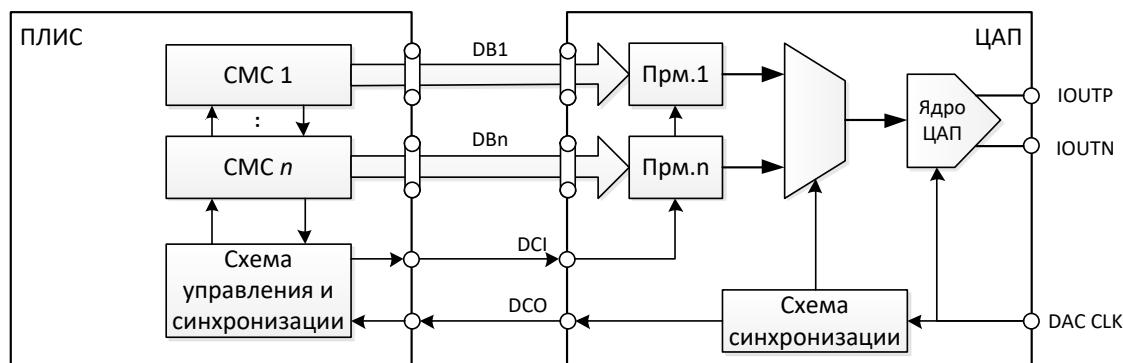 ПЛИС
ЦАП
СМС 1
DB1
Прм.1
:
СМС n
DBn
Прм.n
Ядро
ЦАП
IOUTP
IOUTN
Схема
управления и
синхронизации
DCI
DCO
Схема
синхронизации
DAC CLK